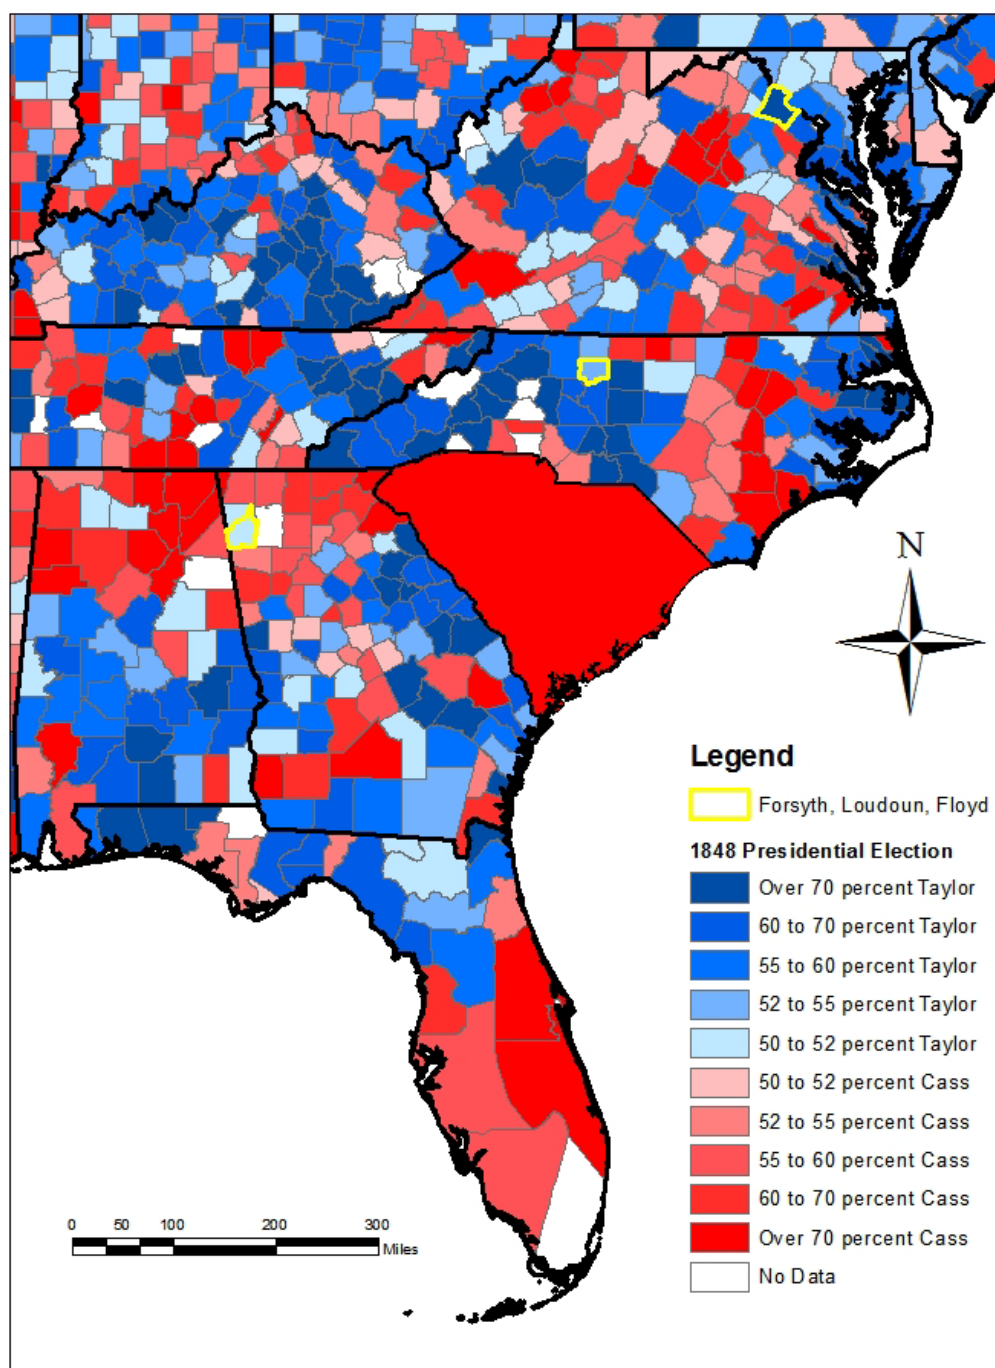 N
Legend
Forsyth, Loudoun, Floyd
1848 Presidential Election
Over 70 percent Taylor
60 to 70 percent Taylor
55 to 60 percent Taylor
52 to 55 percent Taylor
50 to 52 percent Taylor
50 to 52 percent Cass
52 to 55 percent Cass
55 to 60 percent Cass
60 to 70 percent Cass
Over 70 percent Cass
No Data
0 50 100 200 300
Miles